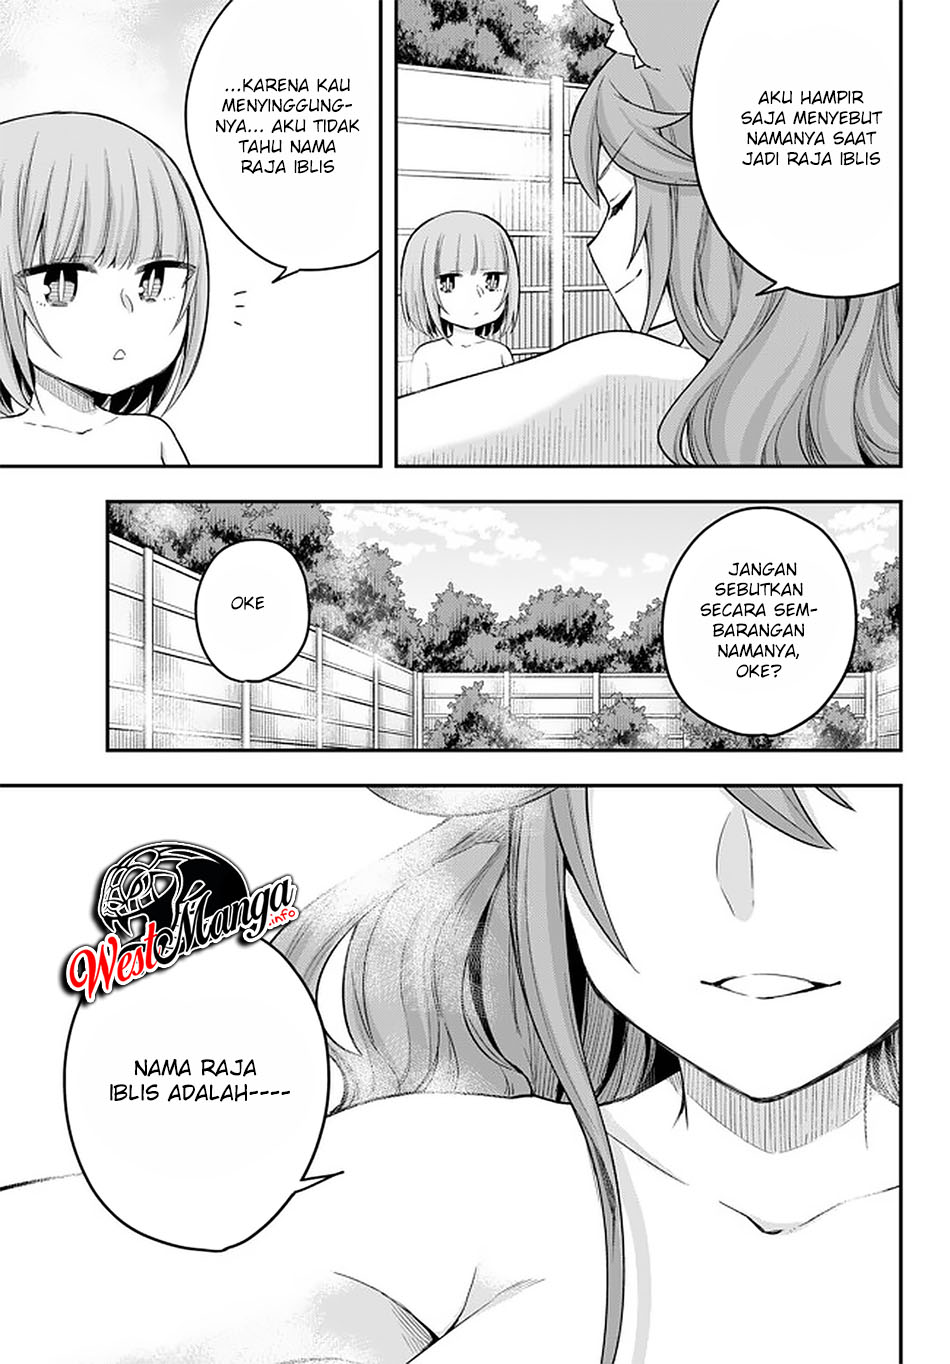 AKU HAMPIR
SAJA MENYEBUT
NAMANYA SAAT
JADI RAJA IBLIS
...KARENA KAU
MENYINGGUNG-
NYA... AKU TIDAK
TAHU NAMA
RAJA IBLIS
JANGAN
SEBUTKAN
SECARA SEM-
BARANGAN
NAMANYA,
OKE?
OKE
WestManga
.info
NAMA RAJA
IBLIS ADALAH----